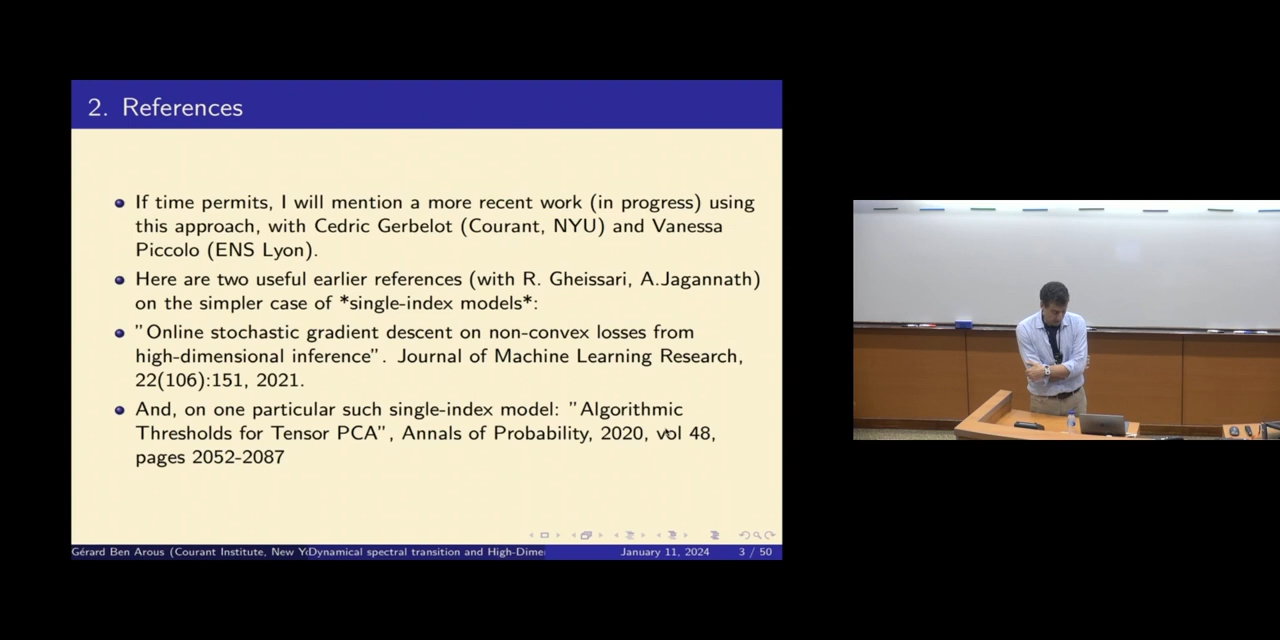 2. References
If time permits, I will mention a more recent work (in progress) using
this approach, with Cedric Gerbelot (Courant, NYU) and Vanessa
Piccolo (ENS Lyon).
Here are two useful earlier references (with R. Gheissari, A.Jagannath)
on the simpler case of *single-index models*:
"Online stochastic gradient descent on non-convex losses from
high-dimensional inference". Journal of Machine Learning Research,
22(106):151, 2021.
And, on one particular such single-index model: "Algorithmic
Thresholds for Tensor PCA", Annals of Probability, 2020, vol 48,
pages 2052-2087
Gérard Ben Arous (Courant Institute, New Yo
Dynamical spectral transition and High-Dime
January 11, 2024
3 / 50